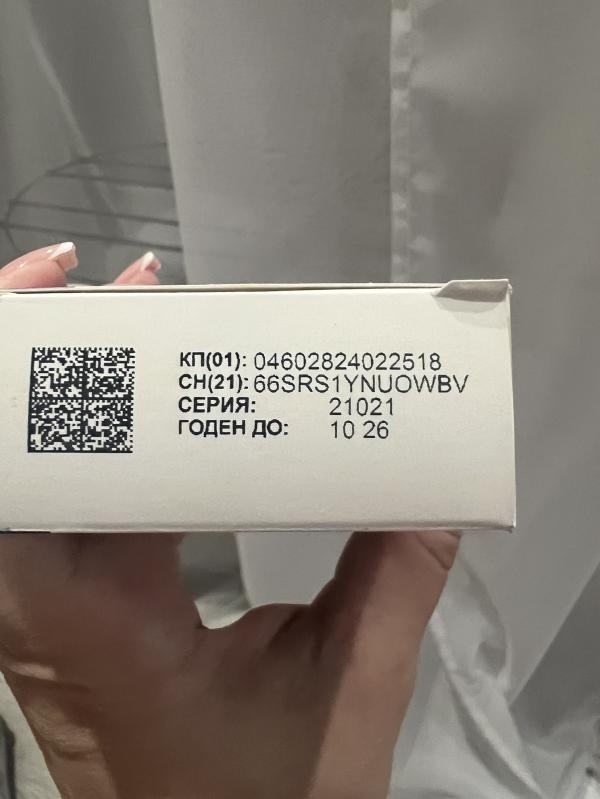 КП(01): 04602824022518
СН(21): 66SRS1YNUOWBV
СЕРИЯ: 21021
ГОДЕН ДО: 10 26